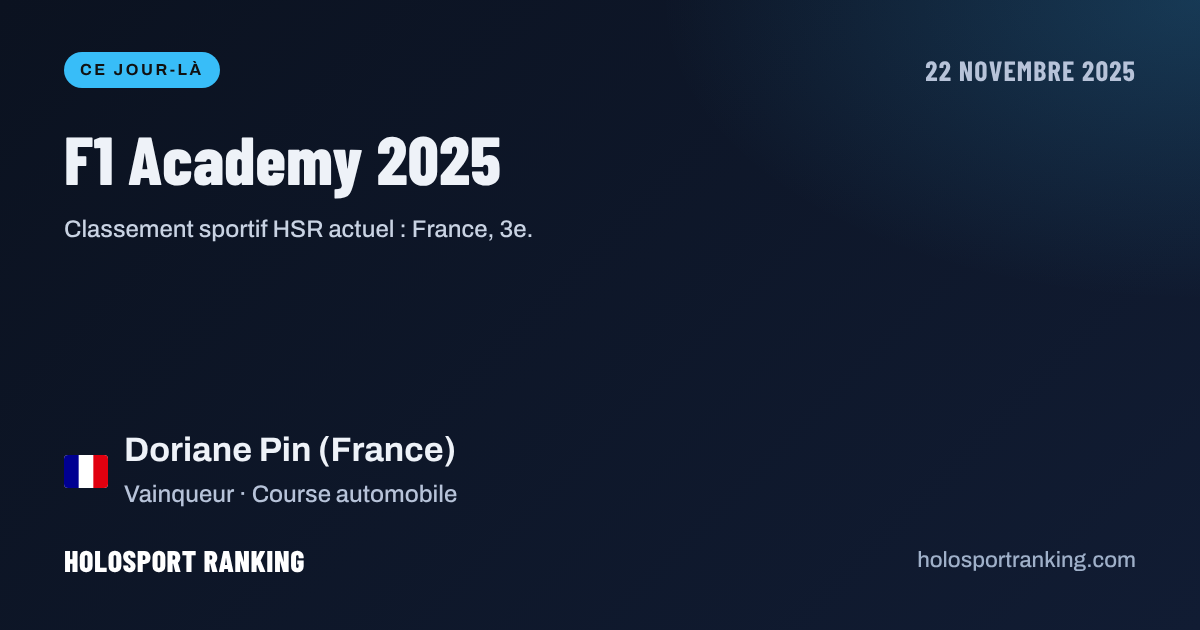 CE JOUR-LÀ
22 NOVEMBRE 2025
F1 Academy 2025
Classement sportif HSR actuel : France, 3e.
Doriane Pin (France)
Vainqueur · Course automobile
HOLOSPORT RANKING
holosportranking.com